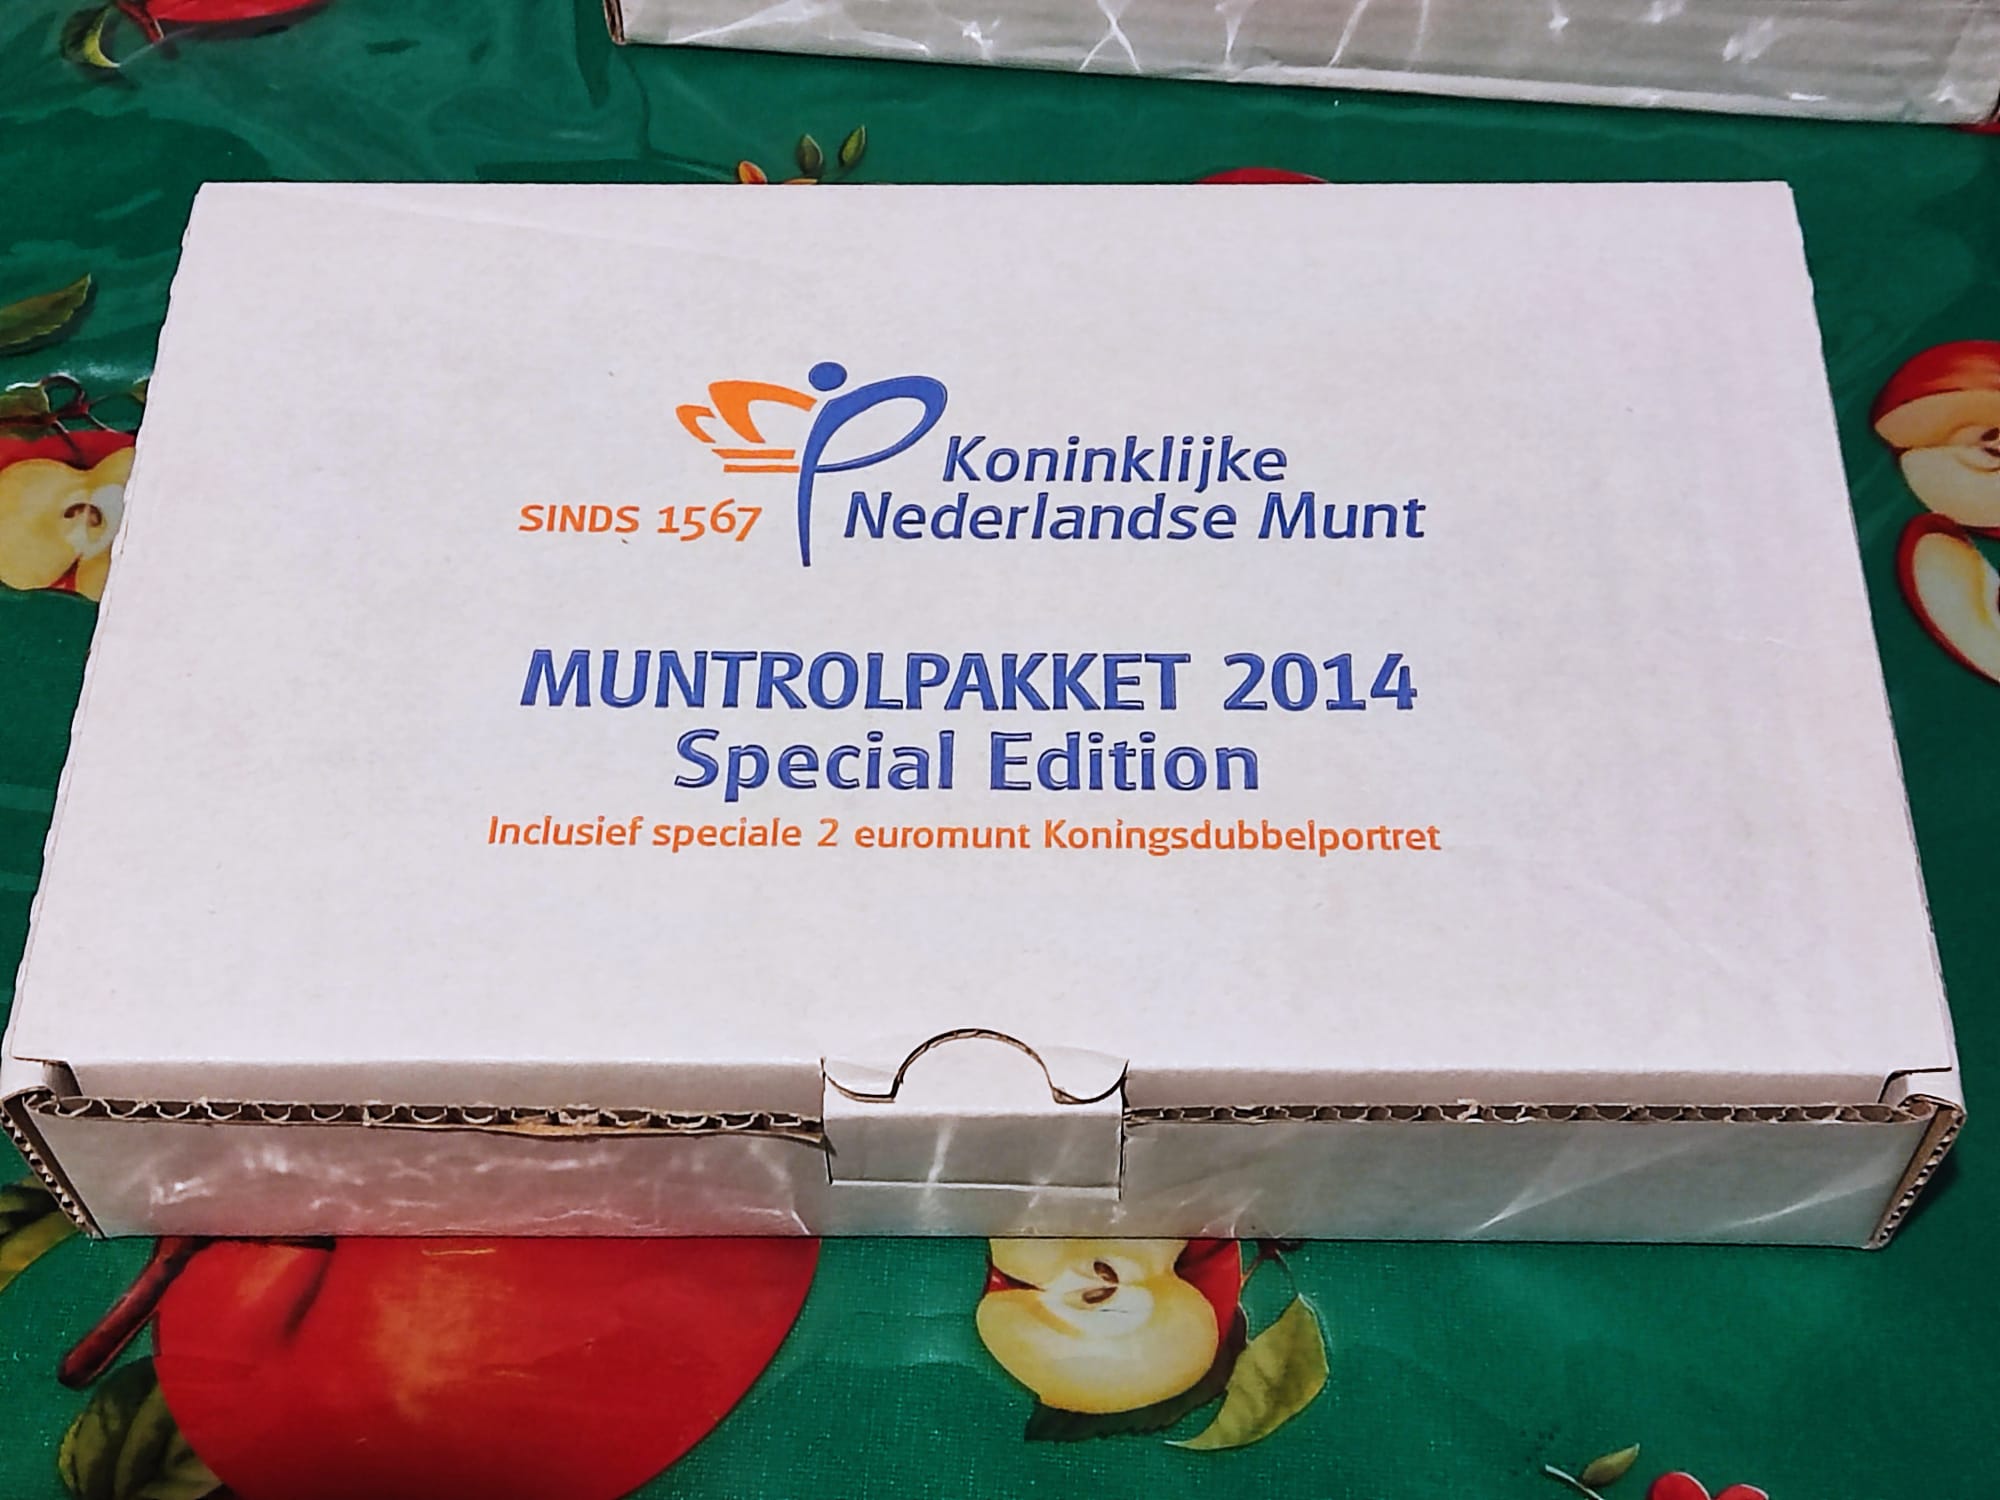 Koninklijke
SINDS 1567 Nederlandse Munt
MUNTROLPAKKET 2014
Special Edition
Inclusief speciale 2 euromunt Koningsdubbelportret